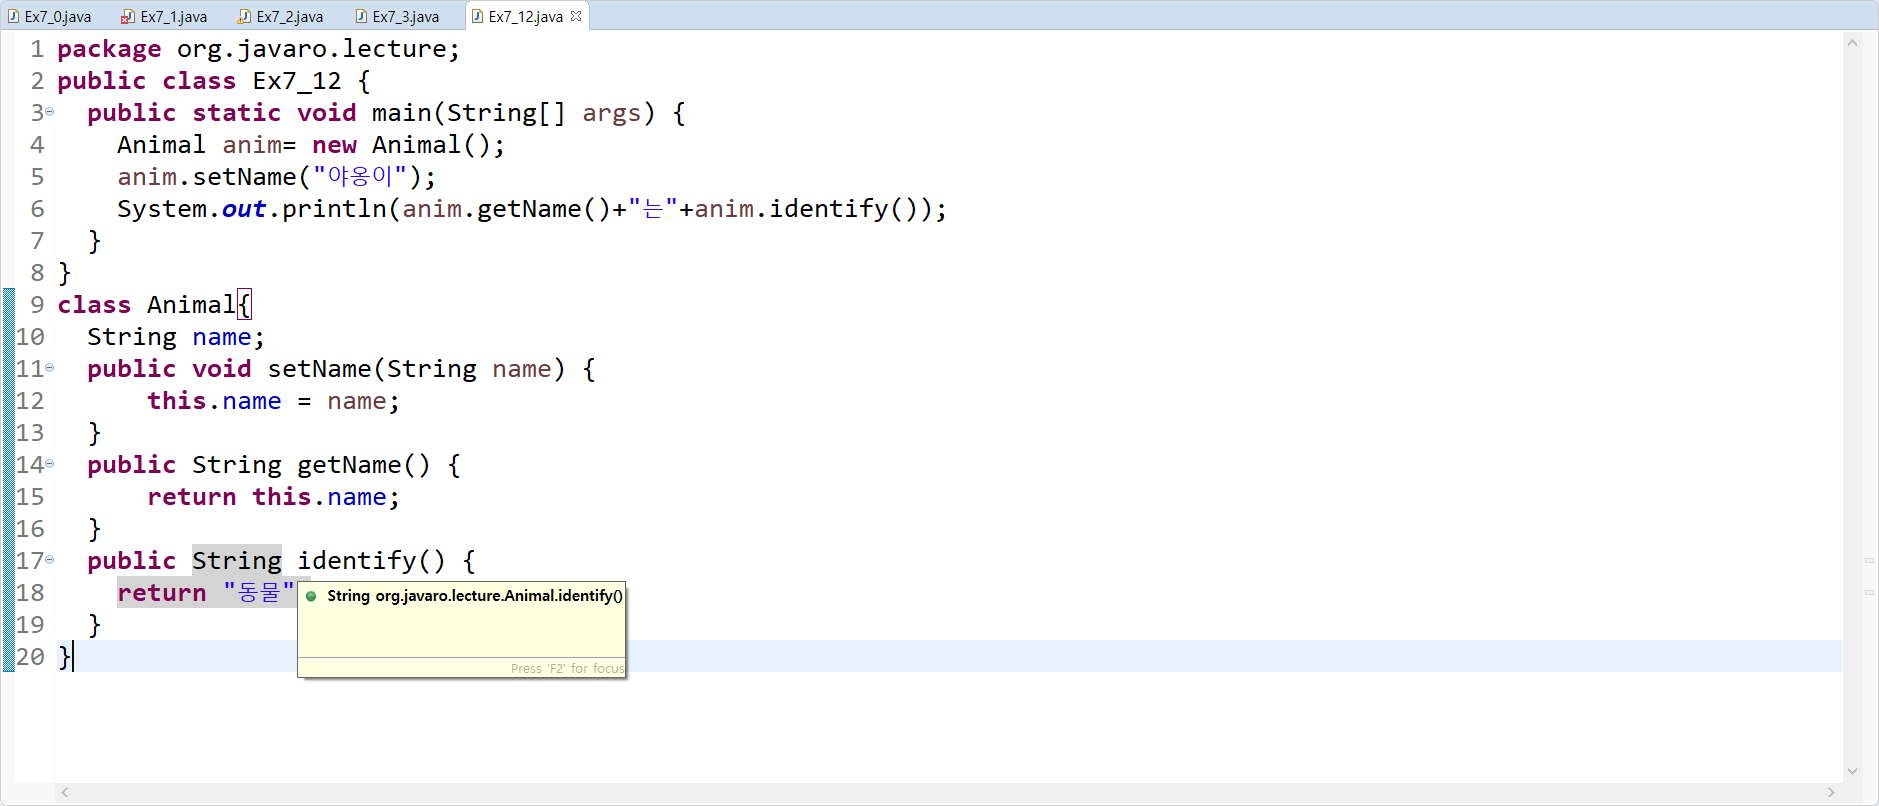 Ex7_0.java Ex7_1.java Ex7_2.java Ex7_3.java Ex7_12.java
1 package org.javaro.lecture;
2 public class Ex7_12 {
3 public static void main(String[] args) {
4 Animal anim= new Animal();
5 anim.setName("야옹이");
6 System.out.println(anim.getName()+"는"+anim.identify());
7 }
8 }
9 class Animal{
10 String name;
11 public void setName(String name) {
12 this.name = name;
13 }
14 public String getName() {
15 return this.name;
16 }
17 public String identify() {
18 return "동물"
String org.javaro.lecture.Animal.identify()
19 }
20 }
Press 'F2' for focus